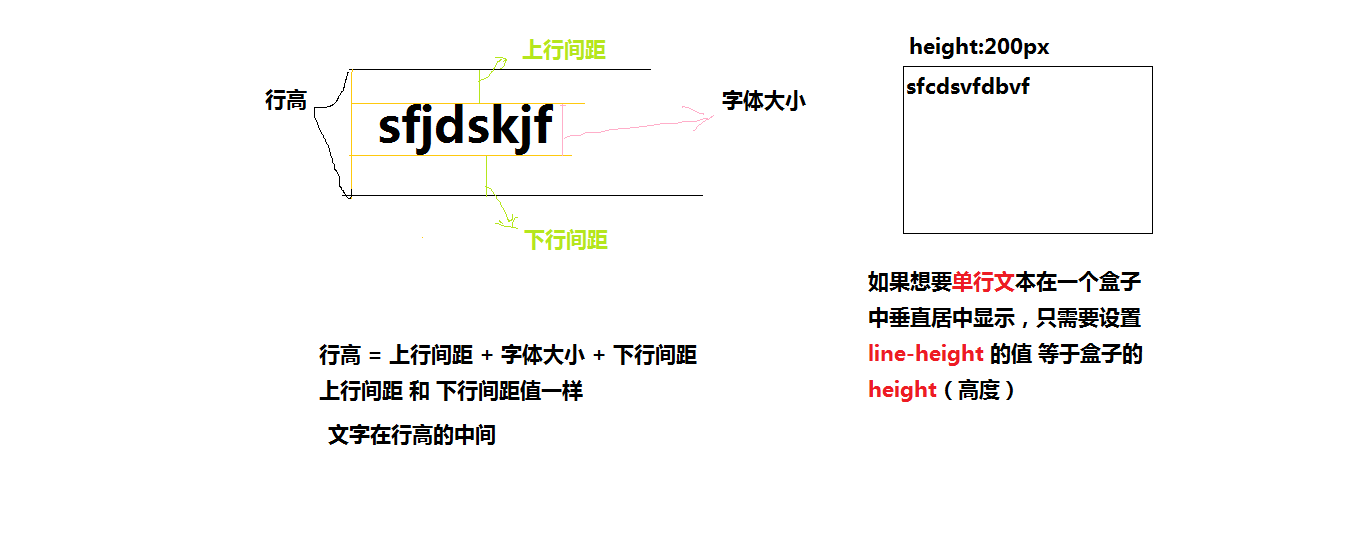 上行间距
行高
sfjdskjf
字体大小
下行间距
行高 = 上行间距 + 字体大小 + 下行间距
上行间距 和 下行间距值一样
文字在行高的中间
height:200px
sfcdsvfdbvf
如果想要单行文本在一个盒子
中垂直居中显示，只需要设置
line-height 的值 等于盒子的
height（高度）